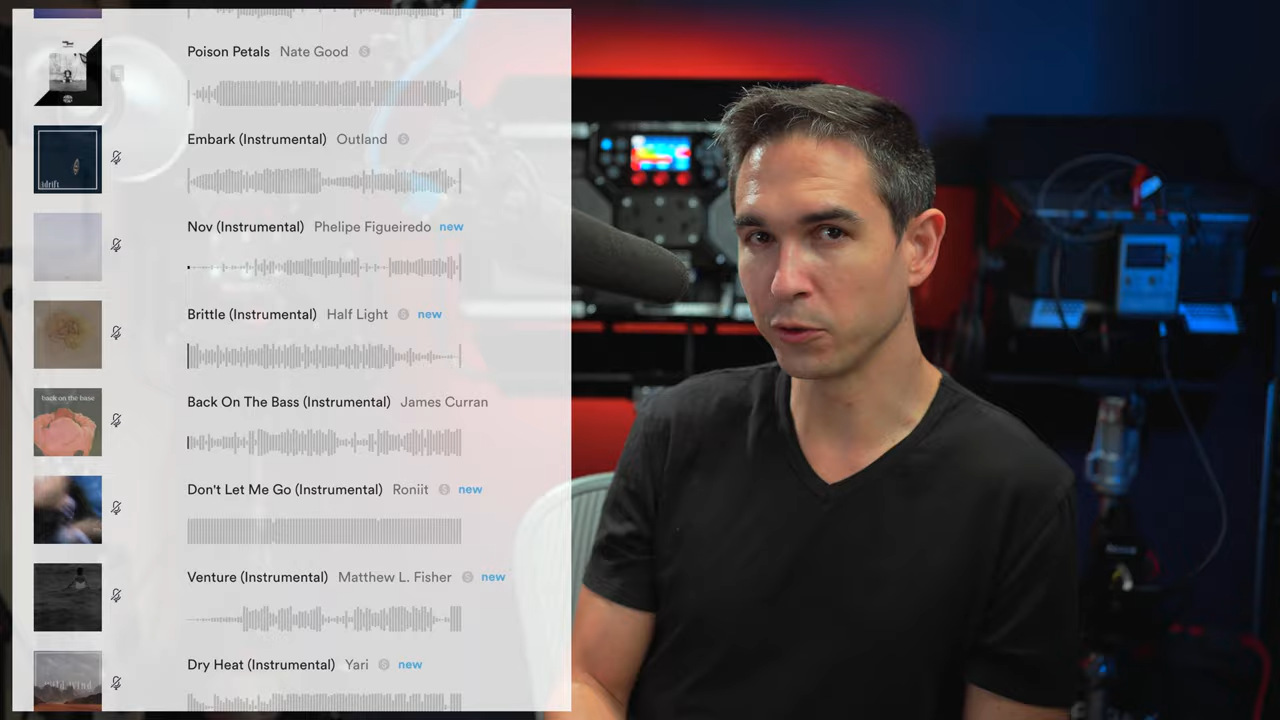 Poison Petals Nate Good
Embark (Instrumental) Outland
Nov (Instrumental) Phelipe Figueiredo new
Brittle (Instrumental) Half Light new
back on the base
Back On The Bass (Instrumental) James Curran
Don't Let Me Go (Instrumental) Roniit new
Venture (Instrumental) Matthew L. Fisher new
Dry Heat (Instrumental) Yari new